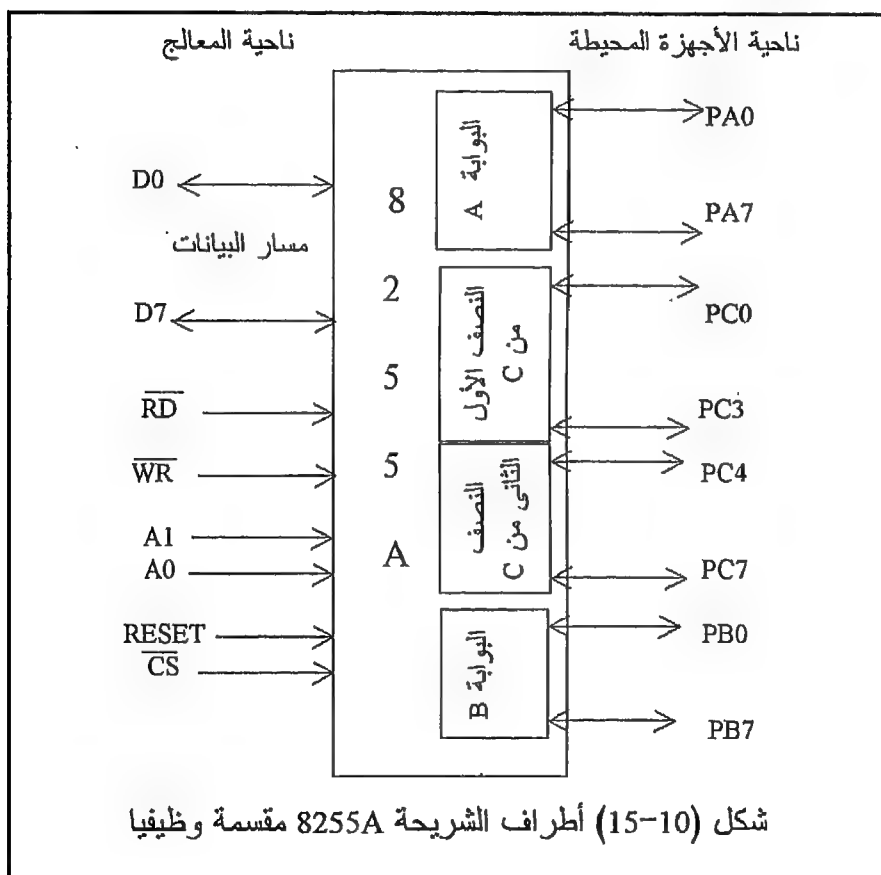 ناحية الأجهزة المحيطة
ناحية المعالج
D0
مسار البيانات
D7
RD
WR
A1
A0
RESET
CS
8
2
5
5
A
البوابة
A
النصف الأول
من C
النصف
الثانى من C
البوابة B
PA0
PA7
PC0
PC3
PC4
PC7
PB0
PB7
شكل (10-15) أطراف الشريحة 8255A مقسمة وظيفيا